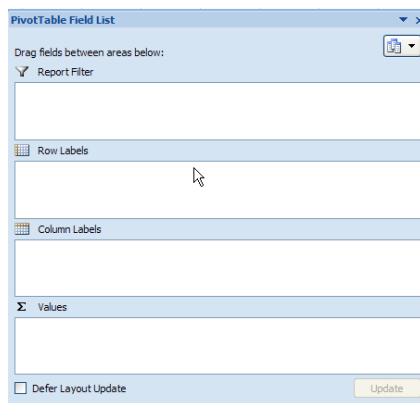 PivotTable Field List
Drag fields between areas below:
Report Filter
Row Labels
Column Labels
Σ Values
Defer Layout Update
Update